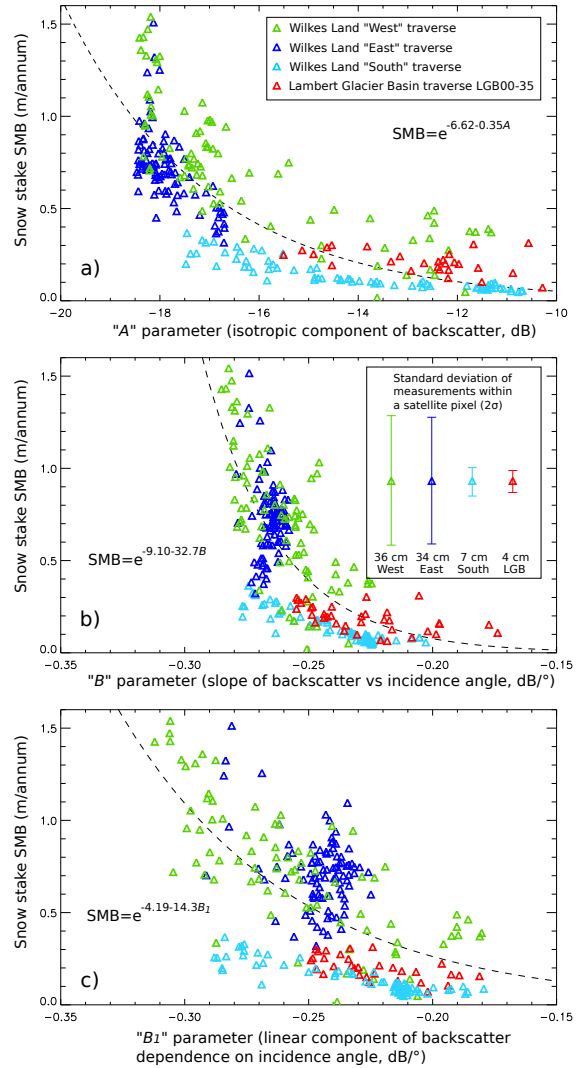 1.5
1.0
0.5
0.0
Snow stake SMB (m/annum)
Wilkes Land "West" traverse
Wilkes Land "East" traverse
Wilkes Land "South" traverse
Lambert Glacier Basin traverse LGB00-35
SMB=e^-6.62-0.35A
a)
−20 −18 −16 −14 −12 −10
"A" parameter (isotropic component of backscatter, dB)
1.5
1.0
0.5
0.0
Snow stake SMB (m/annum)
Standard deviation of
measurements within
a satellite pixel (2σ)
36 cm 34 cm 7 cm 4 cm
West East South LGB
SMB=e^-9.10-32.7B
b)
−0.35 −0.30 −0.25 −0.20 −0.15
"B" parameter (slope of backscatter vs incidence angle, dB/°)
1.5
1.0
0.5
0.0
Snow stake SMB (m/annum)
SMB=e^-4.19-14.3B₁
c)
−0.35 −0.30 −0.25 −0.20 −0.15
"B₁" parameter (linear component of backscatter
dependence on incidence angle, dB/°)